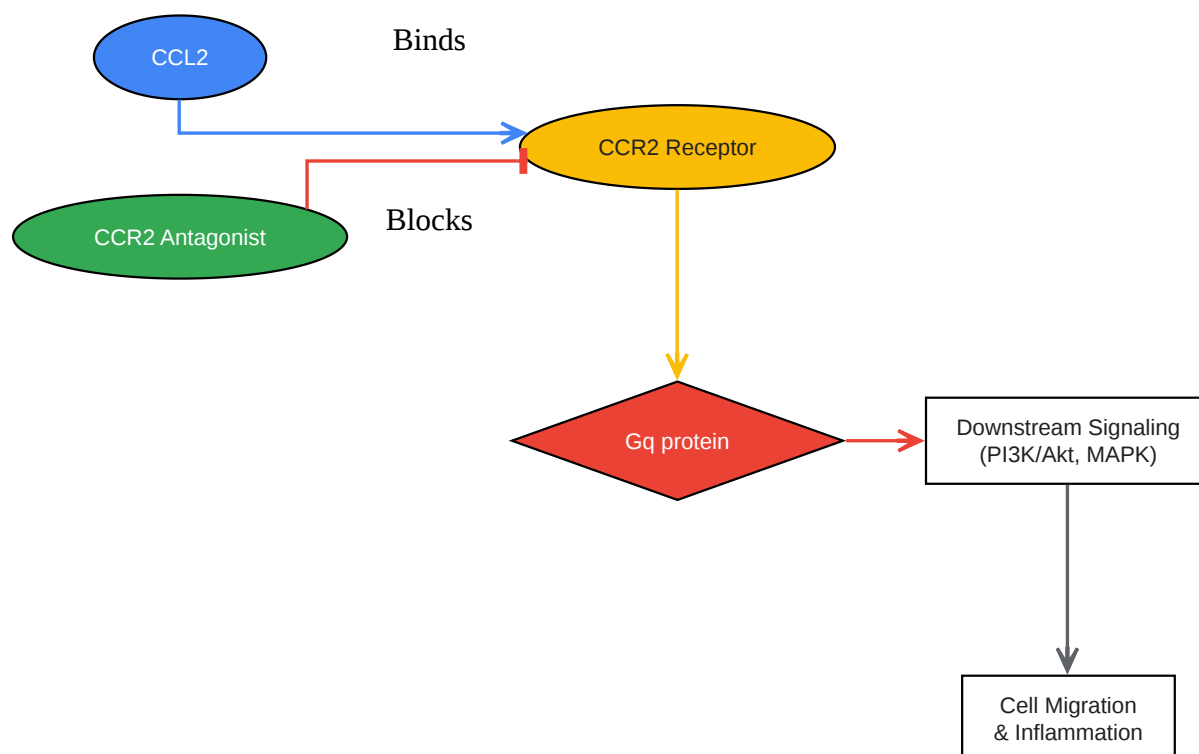 CCL2
Binds
CCR2 Receptor
CCR2 Antagonist
Blocks
Gq protein
Downstream Signaling
(PI3K/Akt, MAPK)
Cell Migration
& Inflammation